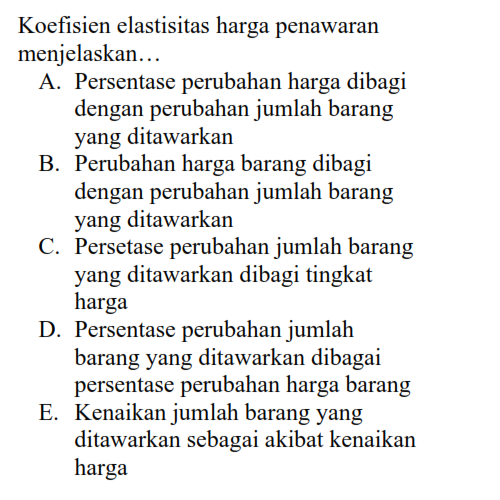 Koefisien elastisitas harga penawaran
menjelaskan…
A. Persentase perubahan harga dibagi
dengan perubahan jumlah barang
yang ditawarkan
B. Perubahan harga barang dibagi
dengan perubahan jumlah barang
yang ditawarkan
C. Persetase perubahan jumlah barang
yang ditawarkan dibagi tingkat
harga
D. Persentase perubahan jumlah
barang yang ditawarkan dibagai
persentase perubahan harga barang
E. Kenaikan jumlah barang yang
ditawarkan sebagai akibat kenaikan
harga